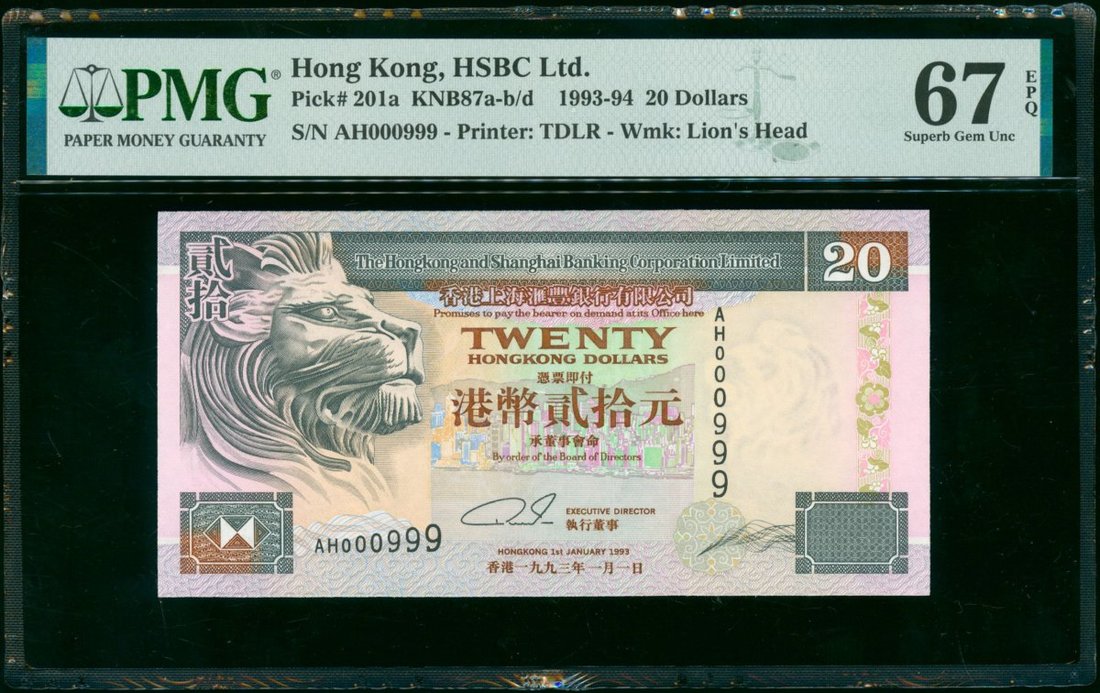 PMG®
PAPER MONEY GUARANTY
Hong Kong, HSBC Ltd.
Pick# 201a KNB87a-b/d 1993-94 20 Dollars
S/N AH000999 - Printer: TDLR - Wmk: Lion's Head
67
EPQ
Superb Gem Unc
貳拾
The Hongkong and Shanghai Banking Corporation Limited
20
香港上海滙豐銀行有限公司
Promises to pay the bearer on demand at its Office here
TWENTY
HONGKONG DOLLARS
憑票即付
港幣貳拾元
承董事會命
By order of the Board of Directors
AH000999
EXECUTIVE DIRECTOR
執行董事
AH000999
HONGKONG 1st JANUARY 1993
香港一九九三年一月一日